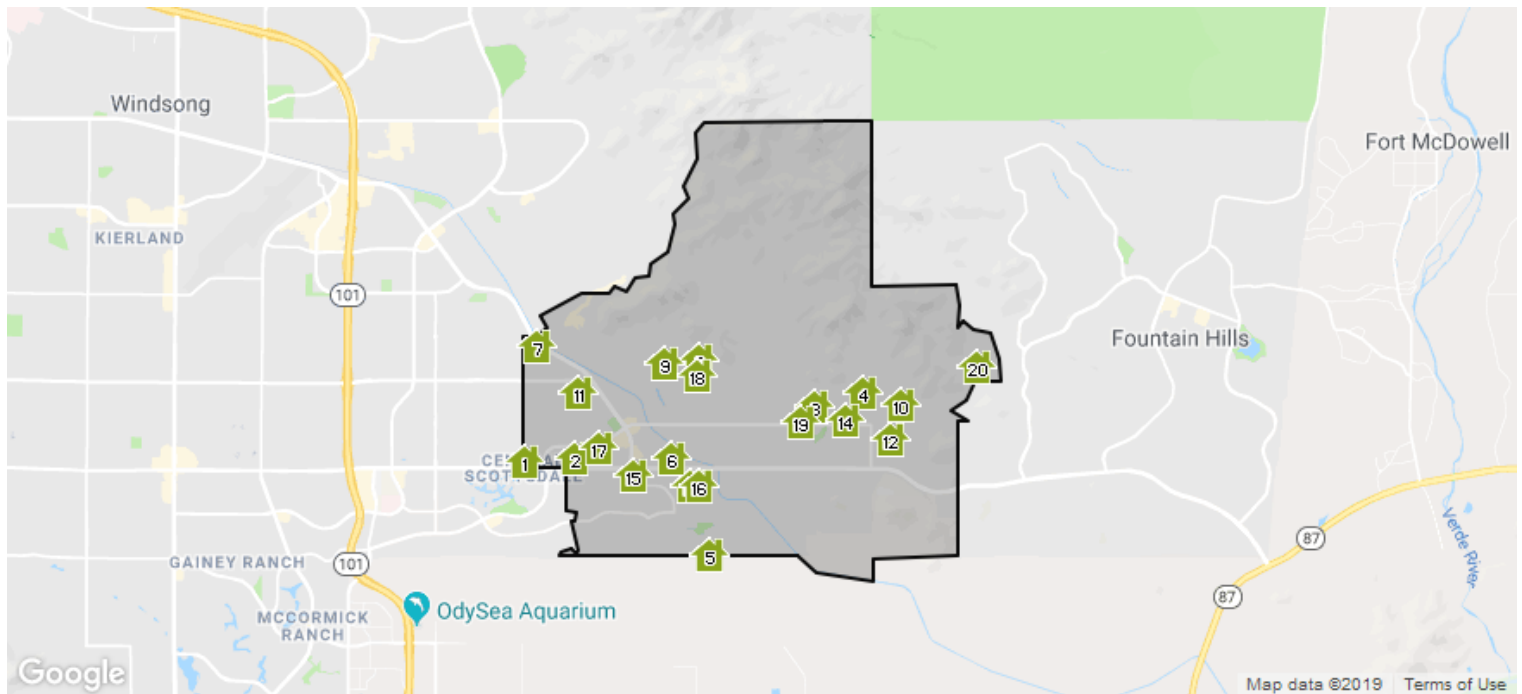 Windsong
Fort McDowell
KIERLAND
101
Fountain Hills
7
9
18
20
11
4
3
10
19
14
12
17
1
2
6
CENTRAL
SCOTTSDALE
15
16
87
5
Verde River
GAINEY RANCH
101
87
MCCORMICK
RANCH
OdySea Aquarium
Google
Map data ©2019
Terms of Use